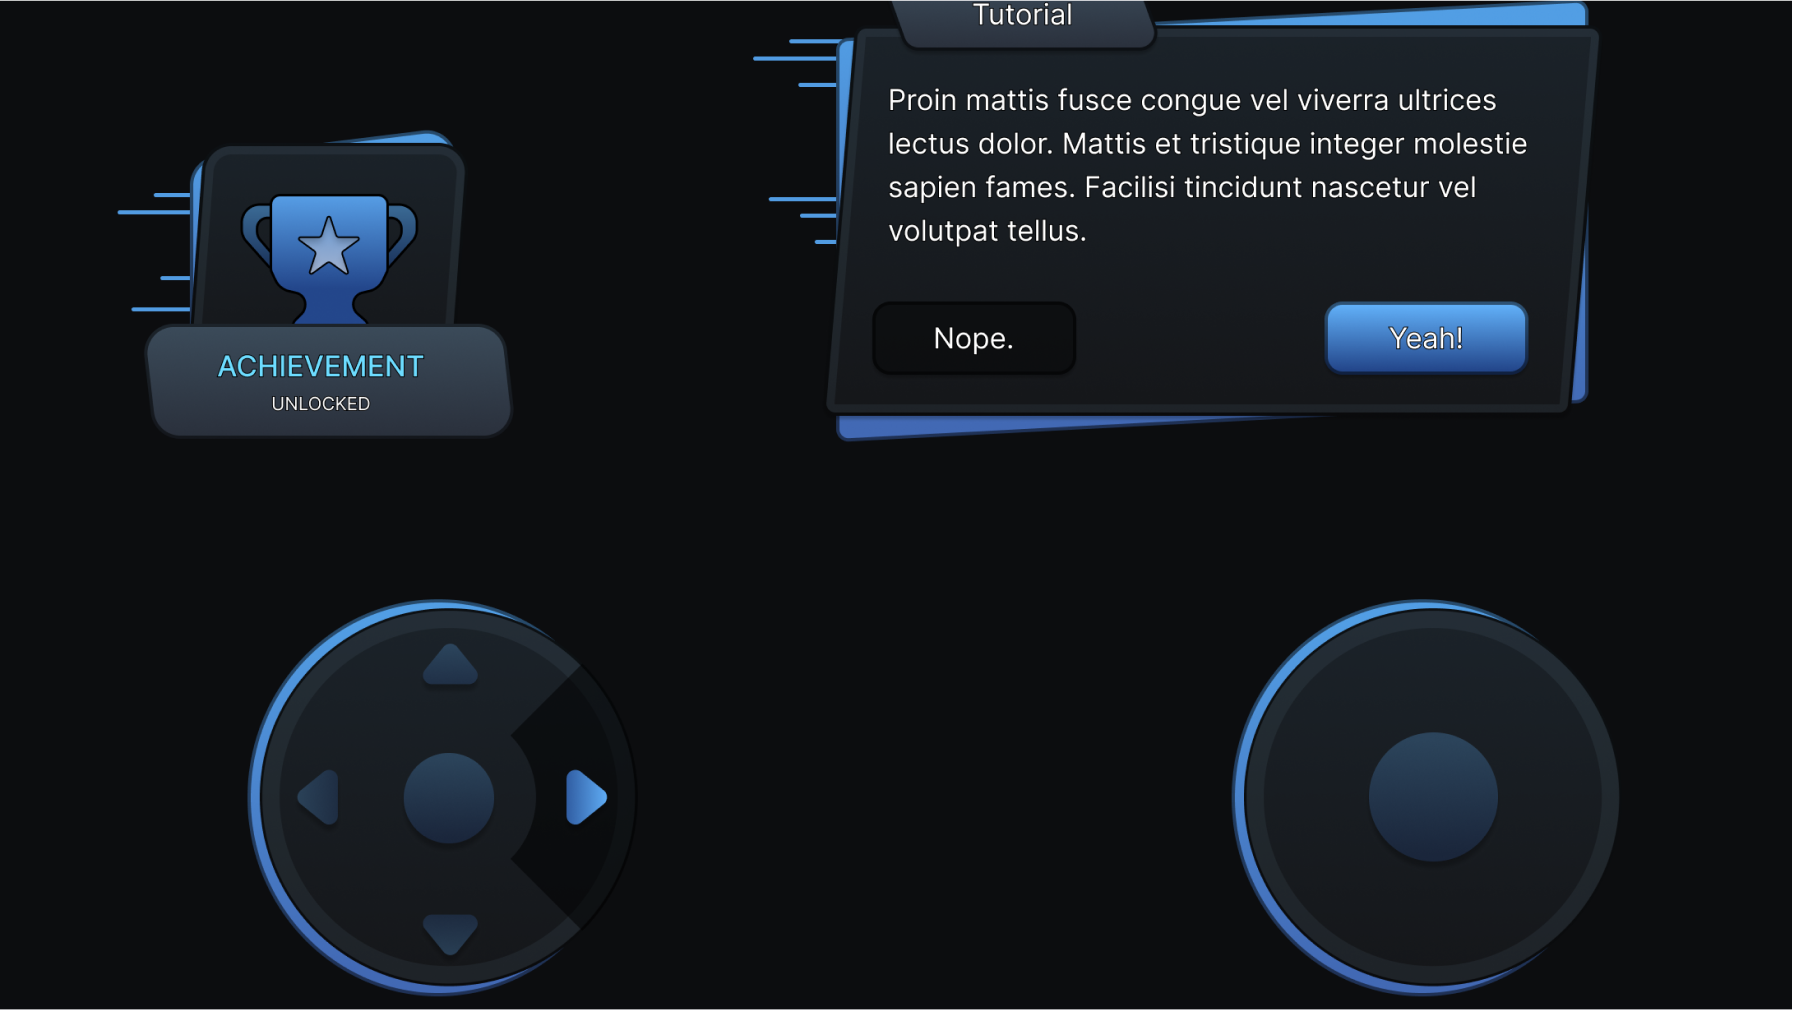 Tutorial
Proin mattis fusce congue vel viverra ultrices
lectus dolor. Mattis et tristique integer molestie
sapien fames. Facilisi tincidunt nascetur vel
volutpat tellus.
Nope.
Yeah!
ACHIEVEMENT
UNLOCKED